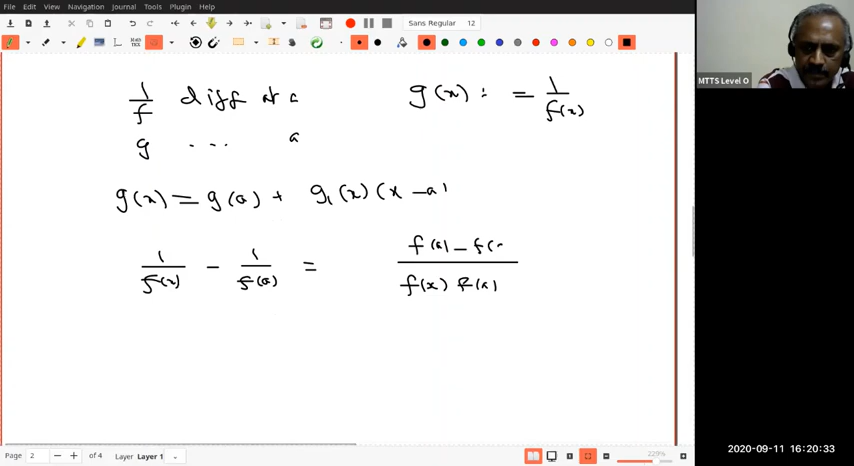 File Edit View Navigation Journal Tools Plugin Help
Sans Regular 12
1/f diff at a
g(x) := 1/f(x)
g ... a
g(x) = g(a) + g₁(x)(x-a)
1/f(x) - 1/f(a) = f(a) - f( / f(x) f(a)
MTTS Level O
Page 2 of 4 Layer Layer 1
229%
2020-09-11 16:20:33